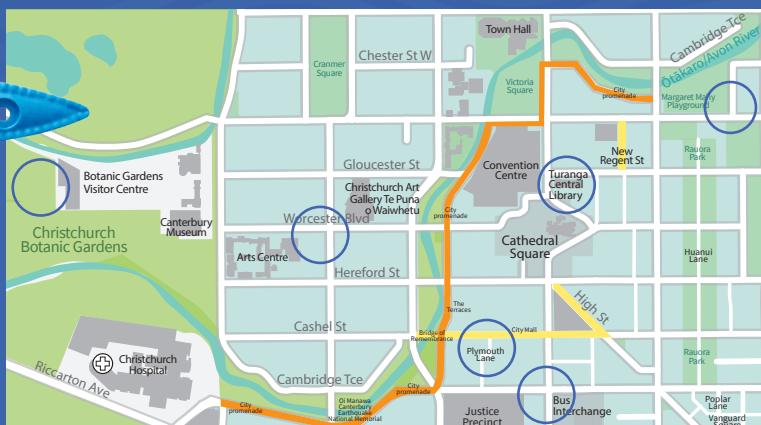 Town Hall
Cambridge Tce
Ōtākaro/Avon River
Chester St W
Cranmer
Square
Victoria
Square
City
promenade
Margaret Mahy
Playground
Gloucester St
Convention
Centre
New
Regent St
Rauora
Park
Botanic Gardens
Visitor Centre
Christchurch Art
Gallery Te Puna
o Waiwhetu
Turanga
Central
Library
Canterbury
Museum
Worcester Blvd
City
promenade
Christchurch
Botanic Gardens
Arts Centre
Cathedral
Square
Huanui
Lane
Hereford St
High St
The
Terraces
Cashel St
Bridge of
Remembrance
City Mall
Plymouth
Lane
Rauora
Park
Christchurch
Hospital
Riccarton Ave
Cambridge Tce
City
promenade
City
promenade
Oi Manawa
Canterbury
Earthquake
National Memorial
Justice
Precinct
Bus
Interchange
Poplar
Lane
Vanguard
Square